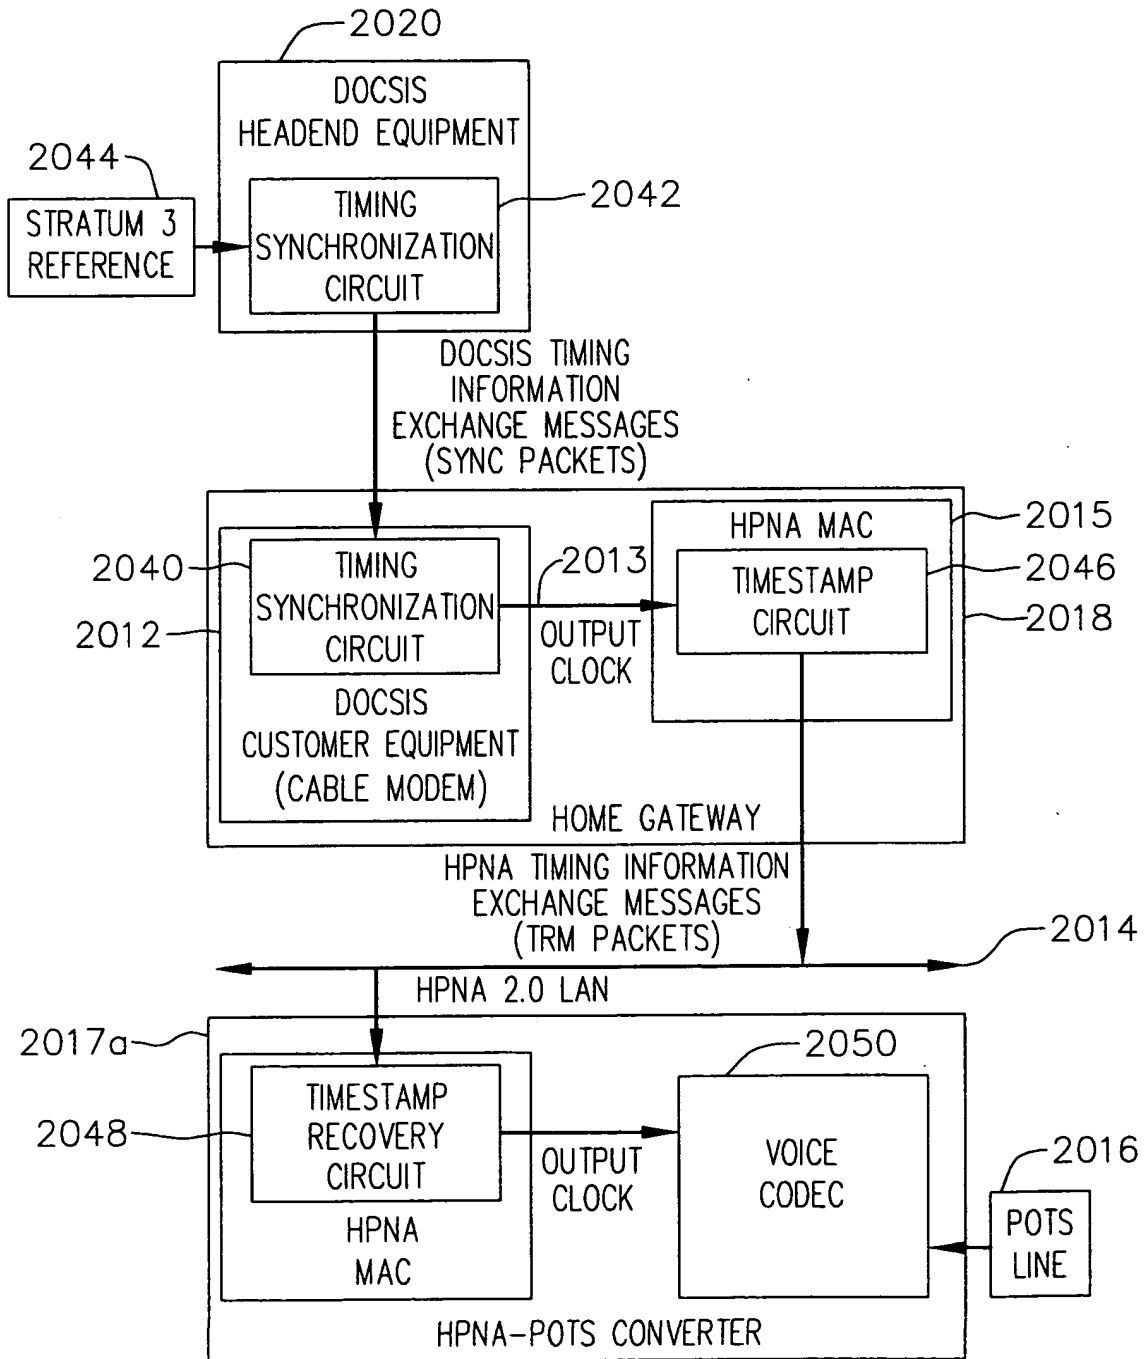 2020
DOCSIS
HEADEND EQUIPMENT
2044
STRATUM 3
REFERENCE
TIMING
SYNCHRONIZATION
CIRCUIT
2042
DOCSIS TIMING
INFORMATION
EXCHANGE MESSAGES
(SYNC PACKETS)
2040
TIMING
SYNCHRONIZATION
CIRCUIT
2012
DOCSIS
CUSTOMER EQUIPMENT
(CABLE MODEM)
2013
OUTPUT
CLOCK
HPNA MAC
2015
TIMESTAMP
CIRCUIT
2046
2018
HOME GATEWAY
HPNA TIMING INFORMATION
EXCHANGE MESSAGES
(TRM PACKETS)
2014
HPNA 2.0 LAN
2017a
2048
TIMESTAMP
RECOVERY
CIRCUIT
HPNA
MAC
OUTPUT
CLOCK
2050
VOICE
CODEC
2016
POTS
LINE
HPNA-POTS CONVERTER